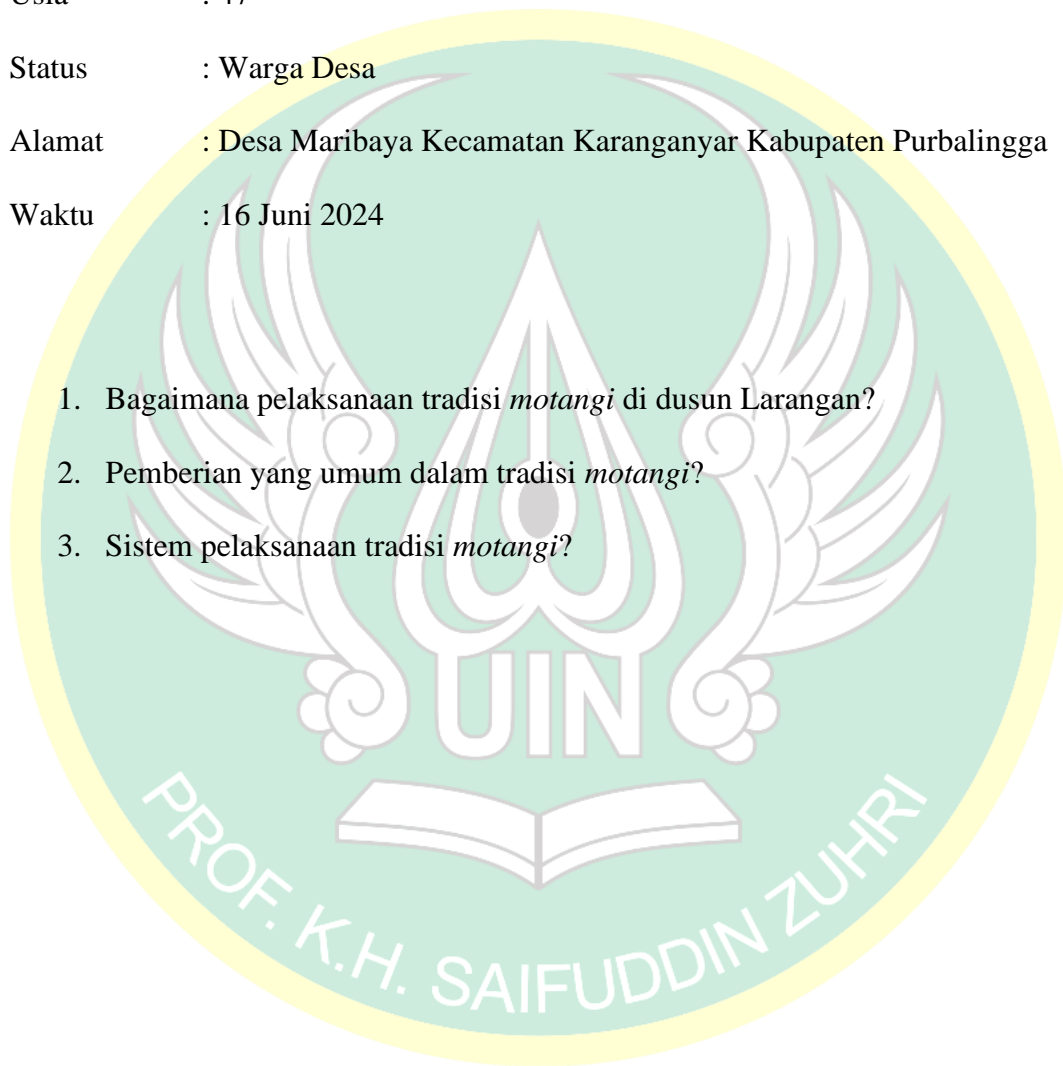 Status : Warga Desa
Alamat : Desa Maribaya Kecamatan Karanganyar Kabupaten Purbalingga
Waktu : 16 Juni 2024
1. Bagaimana pelaksanaan tradisi motangi di dusun Larangan?
2. Pemberian yang umum dalam tradisi motangi?
3. Sistem pelaksanaan tradisi motangi?
UIN
PROF. K.H. SAIFUDDIN ZUHRI